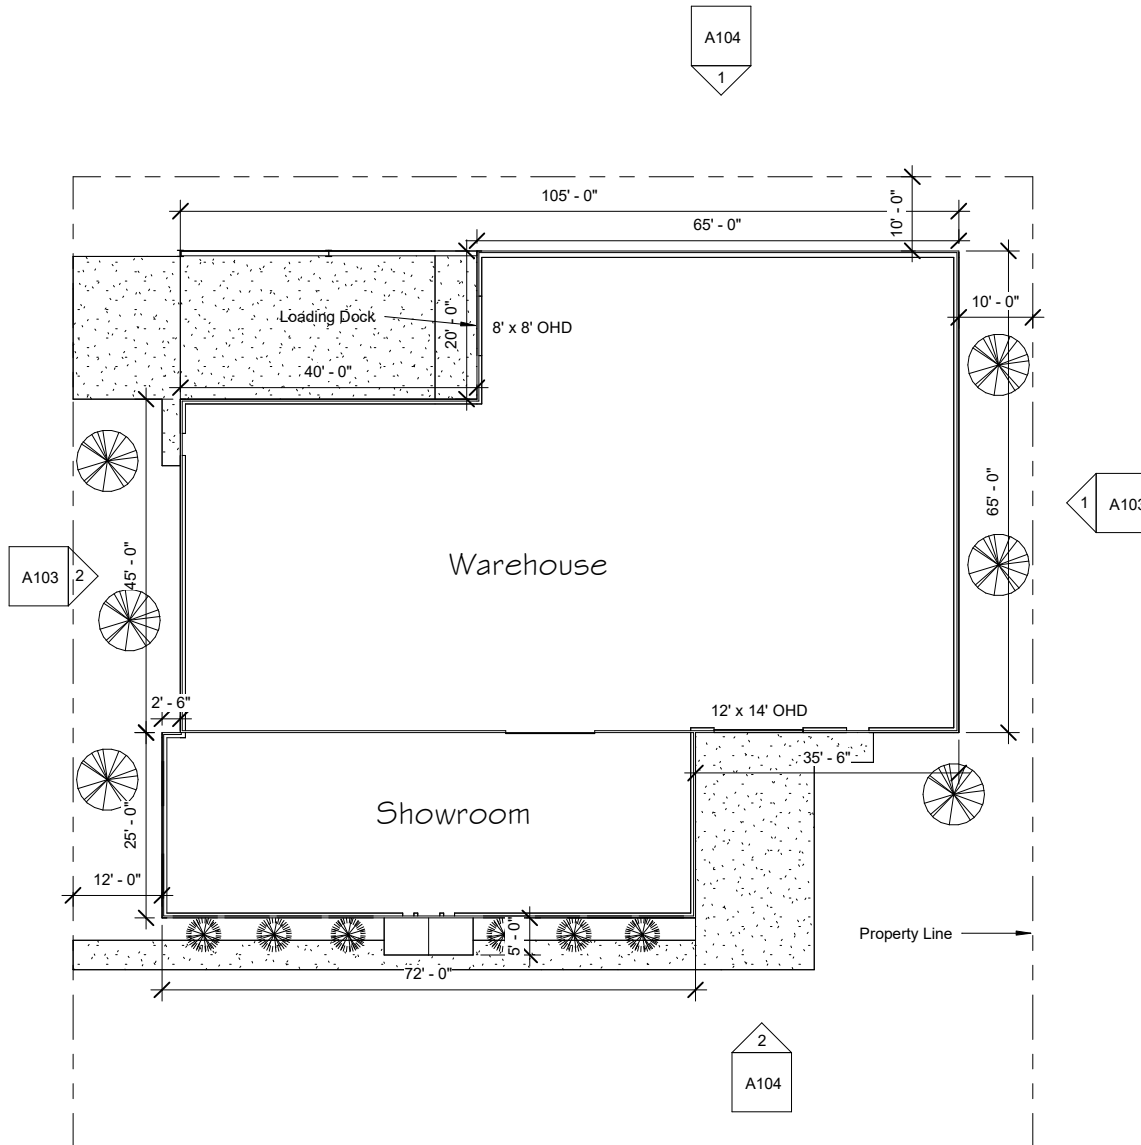 A104
1
105' - 0"
10' - 0"
65' - 0"
10' - 0"
Loading Dock
20' - 0"
8' x 8' OHD
40' - 0"
65' - 0"
1
A103
A103
2
45' - 0"
Warehouse
2' - 6"
12' x 14' OHD
35' - 6"
Showroom
25' - 0"
12' - 0"
5' - 0"
Property Line
72' - 0"
2
A104